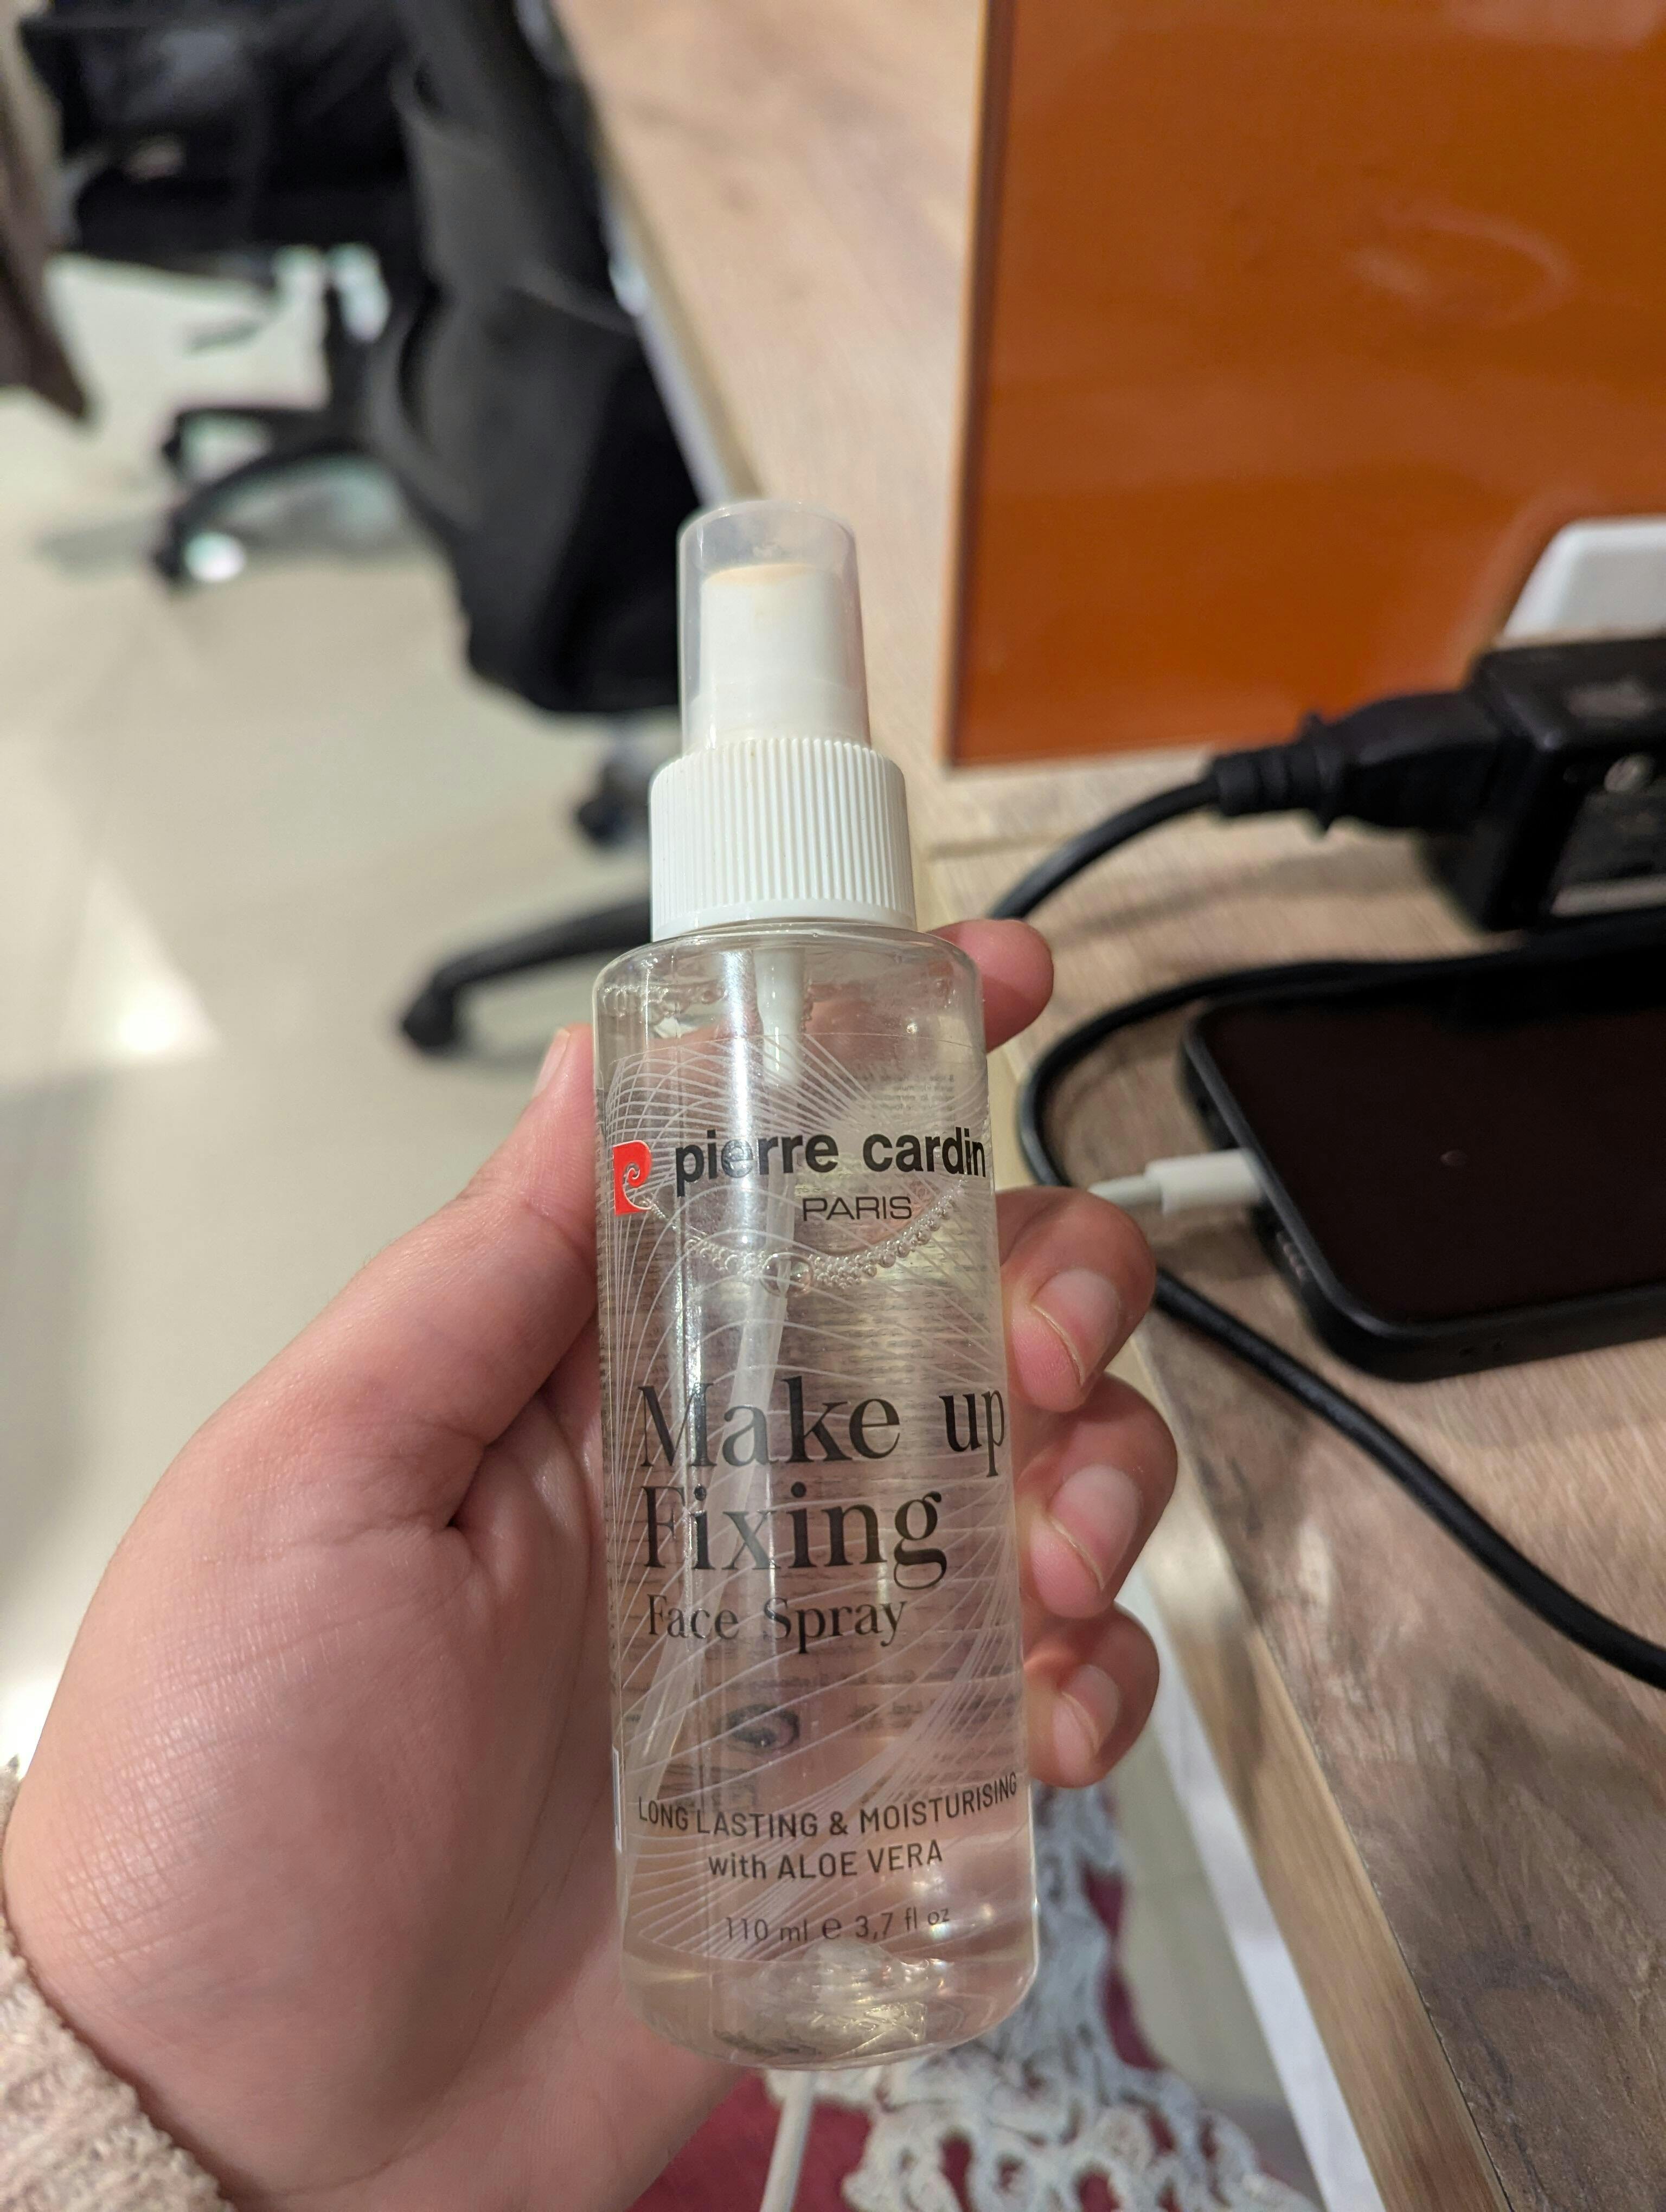 pierre cardin
PARIS
Make up
Fixing
Face Spray
LONG LASTING & MOISTURISING
with ALOE VERA
110 ml ℮ 3,7 fl oz